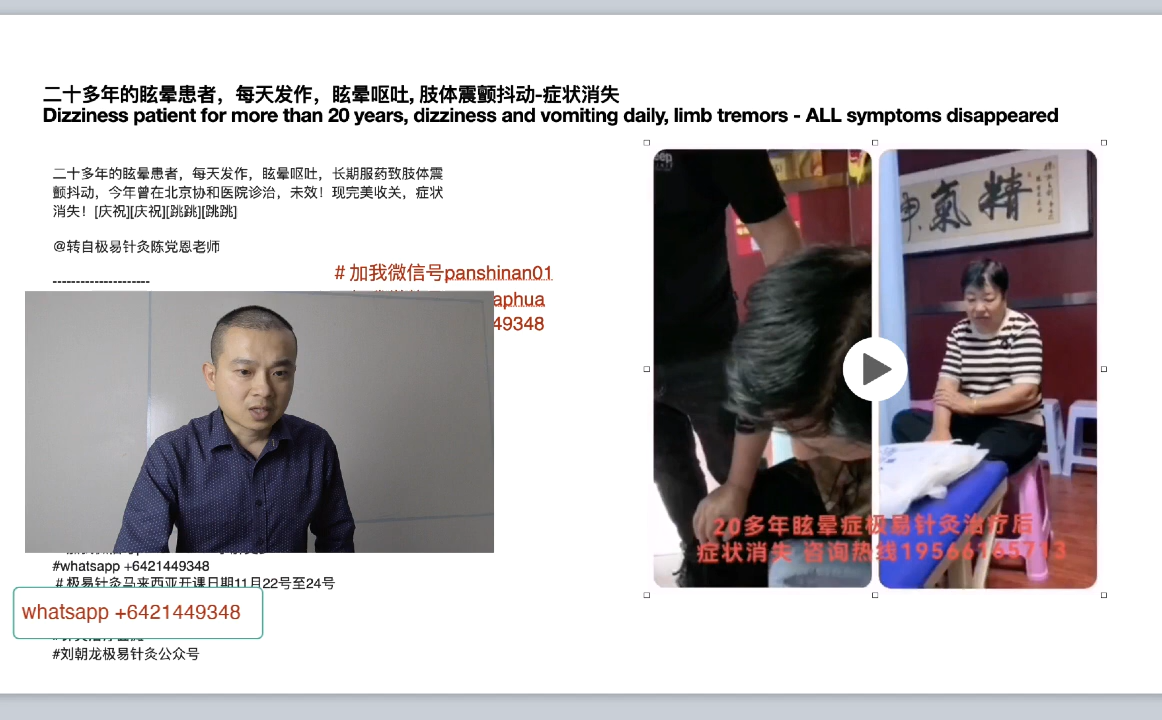 二十多年的眩晕患者，每天发作，眩晕呕吐, 肢体震颤抖动-症状消失
Dizziness patient for more than 20 years, dizziness and vomiting daily, limb tremors - ALL symptoms disappeared
二十多年的眩晕患者，每天发作，眩晕呕吐，长期服药致肢体震
颤抖动，今年曾在北京协和医院诊治，未效！现完美收关，症状
消失！[庆祝][庆祝][跳跳][跳跳]
@转自极易针灸陈党恩老师
---------------------
# 加我微信号panshinan01
aphua
49348
#whatsapp +6421449348
# 极易针灸马来西亚开课日期11月22号至24号
whatsapp +6421449348
#刘朝龙极易针灸公众号
精
氣
神
20多年眩晕症极易针灸治疗后
症状消失 咨询热线19566165713